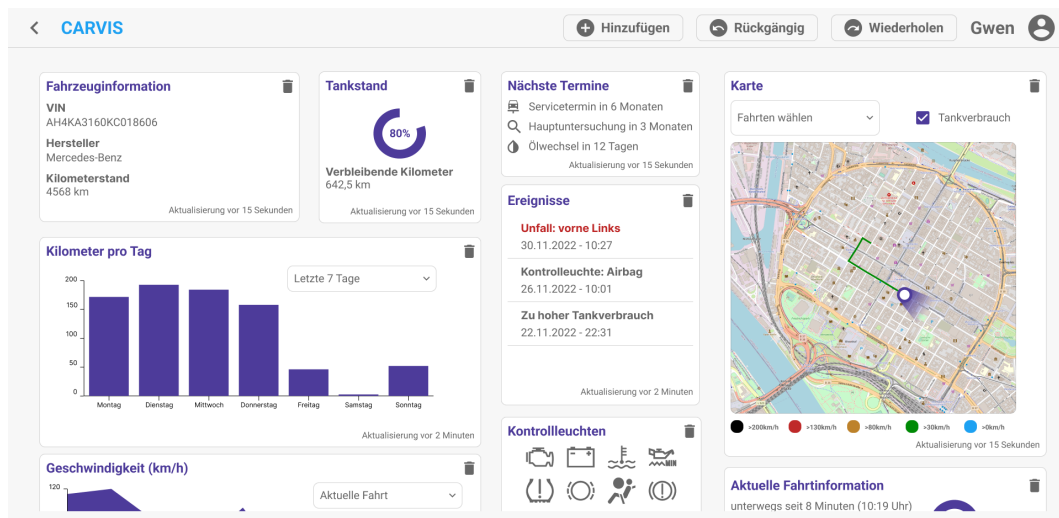 CARVIS
Hinzufügen
Rückgängig
Wiederholen
Gwen
Fahrzeuginformation
VIN
AH4KA3160KC018606
Hersteller
Mercedes-Benz
Kilometerstand
4568 km
Aktualisierung vor 15 Sekunden
Tankstand
80%
Verbleibende Kilometer
642,5 km
Aktualisierung vor 15 Sekunden
Nächste Termine
Servicetermin in 6 Monaten
Hauptuntersuchung in 3 Monaten
Ölwechsel in 12 Tagen
Aktualisierung vor 15 Sekunden
Ereignisse
Unfall: vorne Links
30.11.2022 - 10:27
Kontrolleuchte: Airbag
26.11.2022 - 10:01
Zu hoher Tankverbrauch
22.11.2022 - 22:31
Aktualisierung vor 2 Minuten
Karte
Fahrten wählen
Tankverbrauch
>200km/h >130km/h >80km/h >30km/h >0km/h
Aktualisierung vor 15 Sekunden
Kilometer pro Tag
Letzte 7 Tage
200
150
100
50
0
Montag Dienstag Mittwoch Donnerstag Freitag Samstag Sonntag
Aktualisierung vor 2 Minuten
Kontrollleuchten
MIN
Geschwindigkeit (km/h)
120
Aktuelle Fahrt
Aktuelle Fahrtinformation
unterwegs seit 8 Minuten (10:19 Uhr)